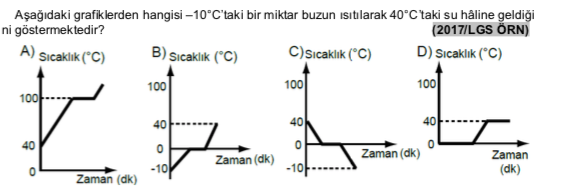 Aşağıdaki grafiklerden hangisi –10°C'taki bir miktar buzun ısıtılarak 40°C'taki su hâline geldiği
ni göstermektedir? (2017/LGS ÖRN)
A) Sıcaklık (°C)
100
40
0
Zaman (dk)
B) Sıcaklık (°C)
100
40
0
-10
Zaman (dk)
C) Sıcaklık (°C)
100
40
0
-10
Zaman (dk)
D) Sıcaklık (°C)
100
40
0
Zaman
(dk)